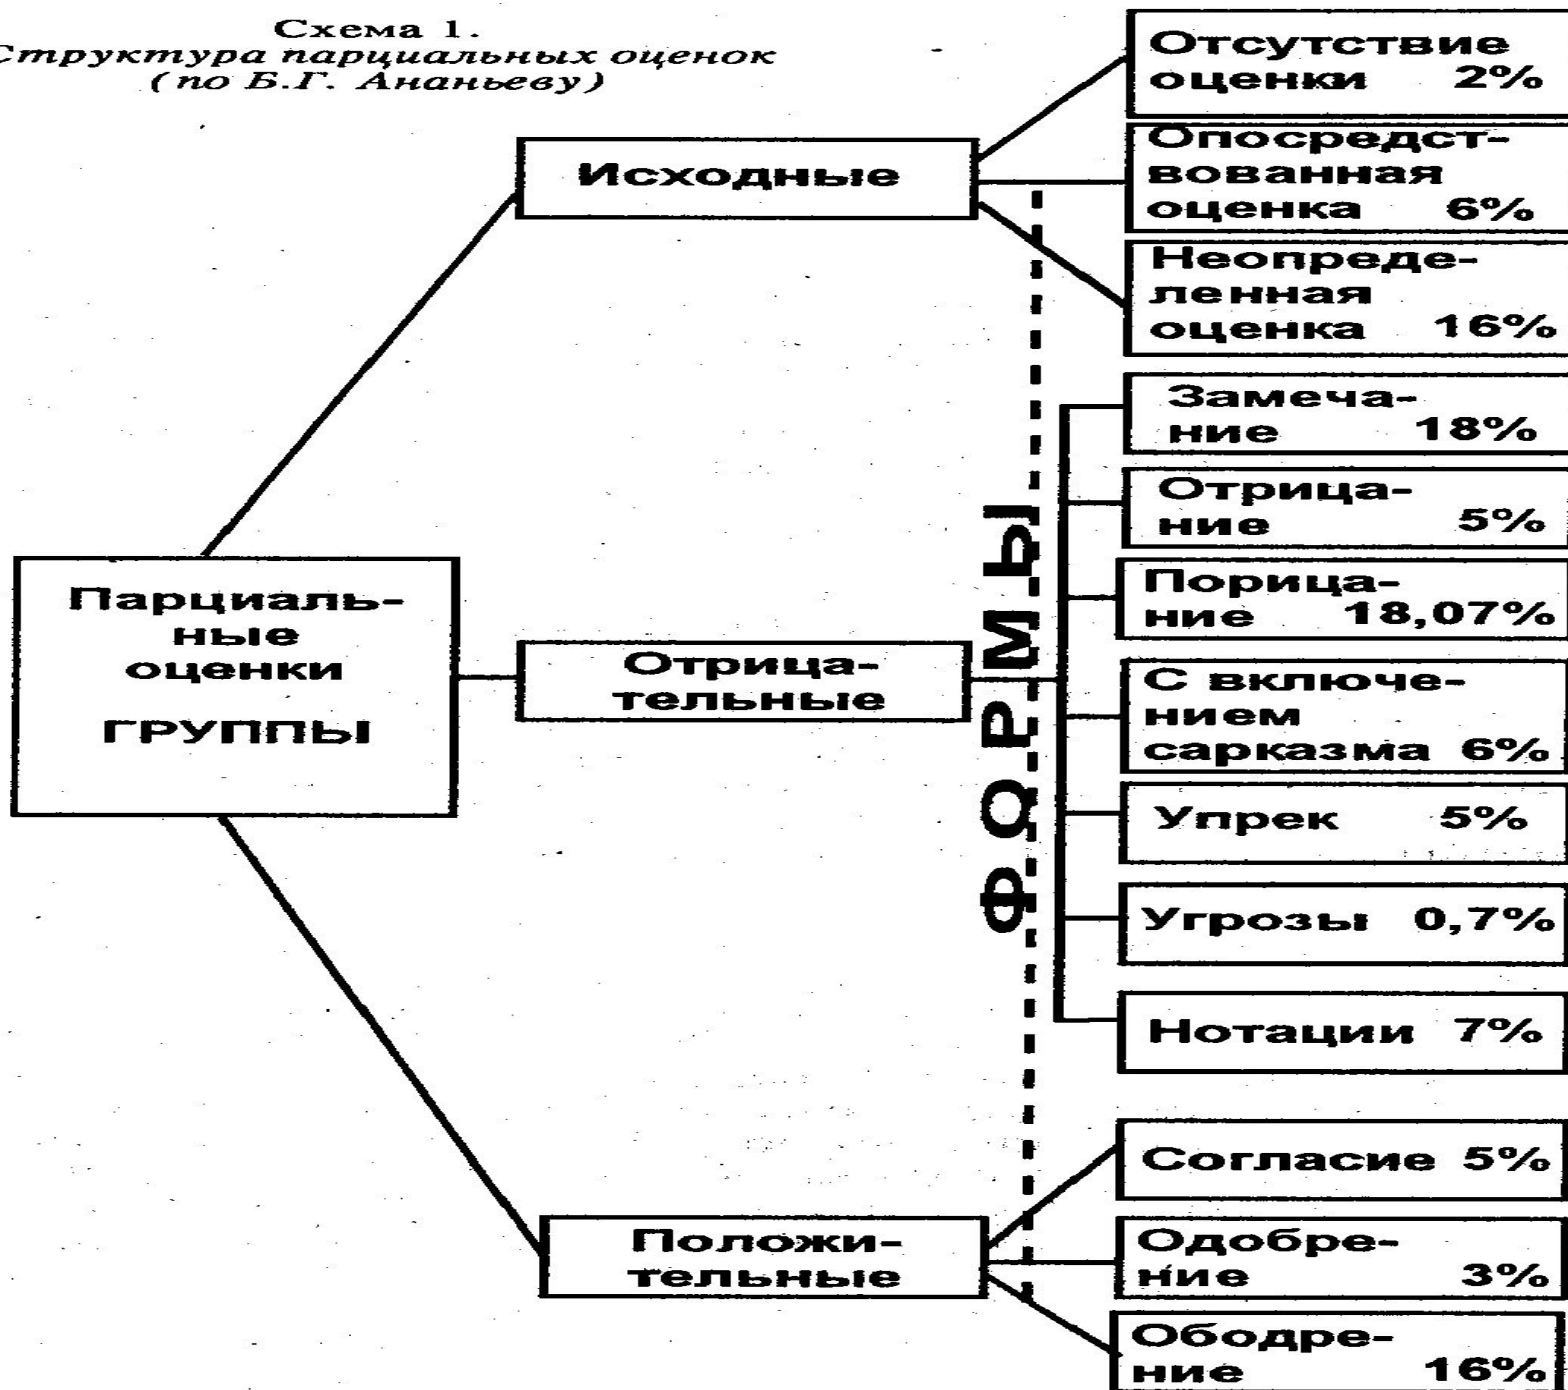 Схема 1.
Структура парциальных оценок
(по Б.Г. Ананьеву)
Парциаль-
ные
оценки
ГРУППЫ
Исходные
Отрица-
тельные
Положи-
тельные
ФОРМЫ
Отсутствие
оценки 2%
Опосредст-
вованная
оценка 6%
Неопреде-
ленная
оценка 16%
Замеча-
ние 18%
Отрица-
ние 5%
Порица-
ние 18,07%
С включе-
нием
сарказма 6%
Упрек 5%
Угрозы 0,7%
Нотации 7%
Согласие 5%
Одобре-
ние 3%
Ободре-
ние 16%